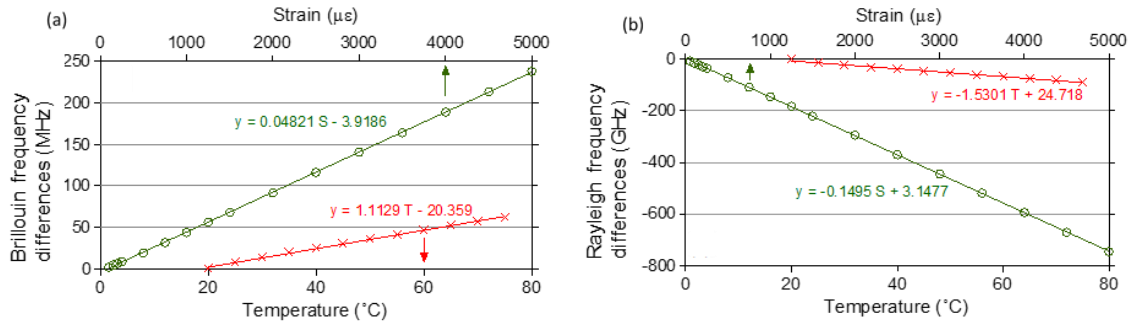 (a)
Strain (µε)
0 1000 2000 3000 4000 5000
250
200
150
100
50
0
Brillouin frequency
differences (MHz)
y = 0.04821 S - 3.9186
y = 1.1129 T - 20.359
0 20 40 60 80
Temperature (˚C)
(b)
Strain (µε)
0 1000 2000 3000 4000 5000
0
-200
-400
-600
-800
Rayleigh frequency
differences (GHz)
y = -1.5301 T + 24.718
y = -0.1495 S + 3.1477
0 20 40 60 80
Temperature (˚C)